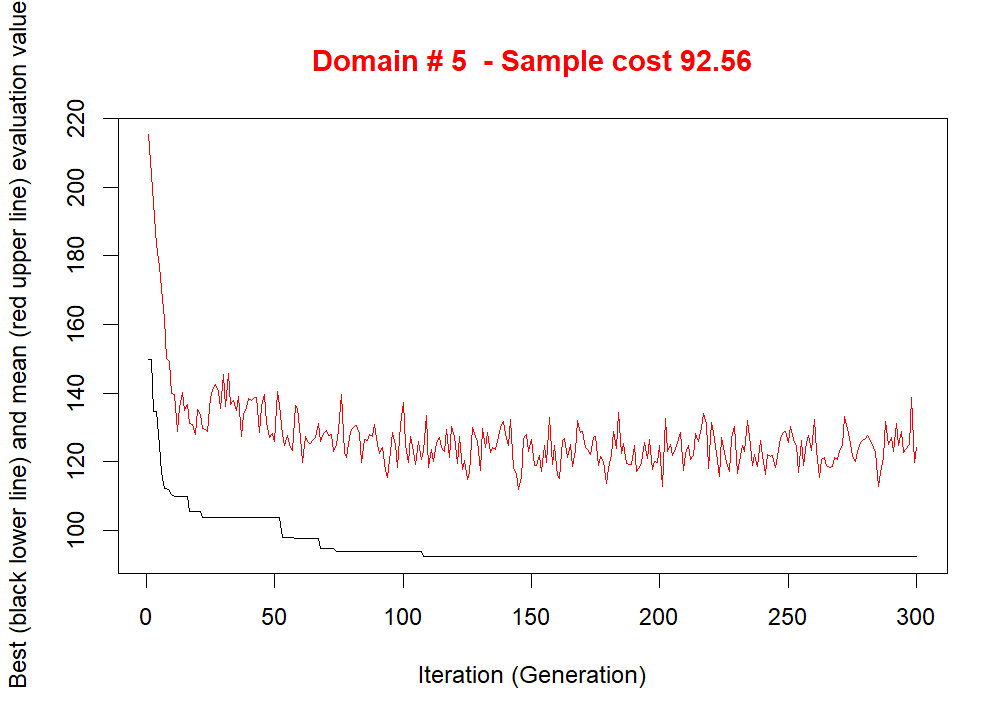 Domain # 5  - Sample cost 92.56
Best (black lower line) and mean (red upper line) evaluation value
220
200
180
160
140
120
100
0 50 100 150 200 250 300
Iteration (Generation)